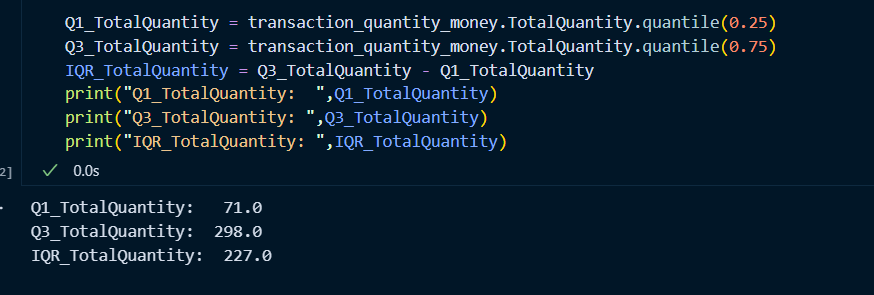 Q1_TotalQuantity = transaction_quantity_money.TotalQuantity.quantile(0.25)
Q3_TotalQuantity = transaction_quantity_money.TotalQuantity.quantile(0.75)
IQR_TotalQuantity = Q3_TotalQuantity - Q1_TotalQuantity
print("Q1_TotalQuantity:  ",Q1_TotalQuantity)
print("Q3_TotalQuantity: ",Q3_TotalQuantity)
print("IQR_TotalQuantity: ",IQR_TotalQuantity)
2] ✓ 0.0s
Q1_TotalQuantity:   71.0
Q3_TotalQuantity:  298.0
IQR_TotalQuantity:  227.0